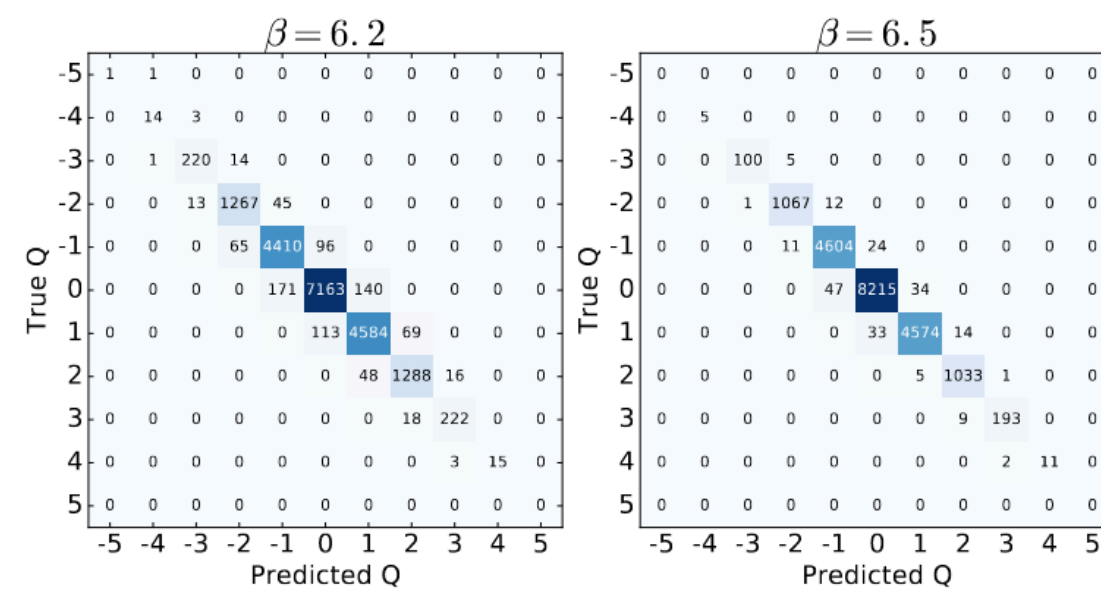 β = 6.2
-5 1 1 0 0 0 0 0 0 0 0 0
-4 0 14 3 0 0 0 0 0 0 0 0
-3 0 1 220 14 0 0 0 0 0 0 0
-2 0 0 13 1267 45 0 0 0 0 0 0
-1 0 0 0 65 4410 96 0 0 0 0 0
0 0 0 0 0 171 7163 140 0 0 0 0
1 0 0 0 0 0 113 4584 69 0 0 0
2 0 0 0 0 0 0 48 1288 16 0 0
3 0 0 0 0 0 0 0 18 222 0 0
4 0 0 0 0 0 0 0 0 3 15 0
5 0 0 0 0 0 0 0 0 0 0 0
-5 -4 -3 -2 -1 0 1 2 3 4 5
True Q
Predicted Q
β = 6.5
-5 0 0 0 0 0 0 0 0 0 0 0
-4 0 5 0 0 0 0 0 0 0 0 0
-3 0 0 100 5 0 0 0 0 0 0 0
-2 0 0 1 1067 12 0 0 0 0 0 0
-1 0 0 0 11 4604 24 0 0 0 0 0
0 0 0 0 0 47 8215 34 0 0 0 0
1 0 0 0 0 0 33 4574 14 0 0 0
2 0 0 0 0 0 0 5 1033 1 0 0
3 0 0 0 0 0 0 0 9 193 0 0
4 0 0 0 0 0 0 0 0 2 11 0
5 0 0 0 0 0 0 0 0 0 0 0
-5 -4 -3 -2 -1 0 1 2 3 4 5
True Q
Predicted Q